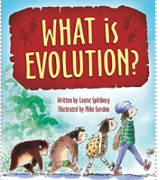 WHAT is
EVOLUTION?
Written by Louise Spilsbury
Illustrated by Mike Gordon